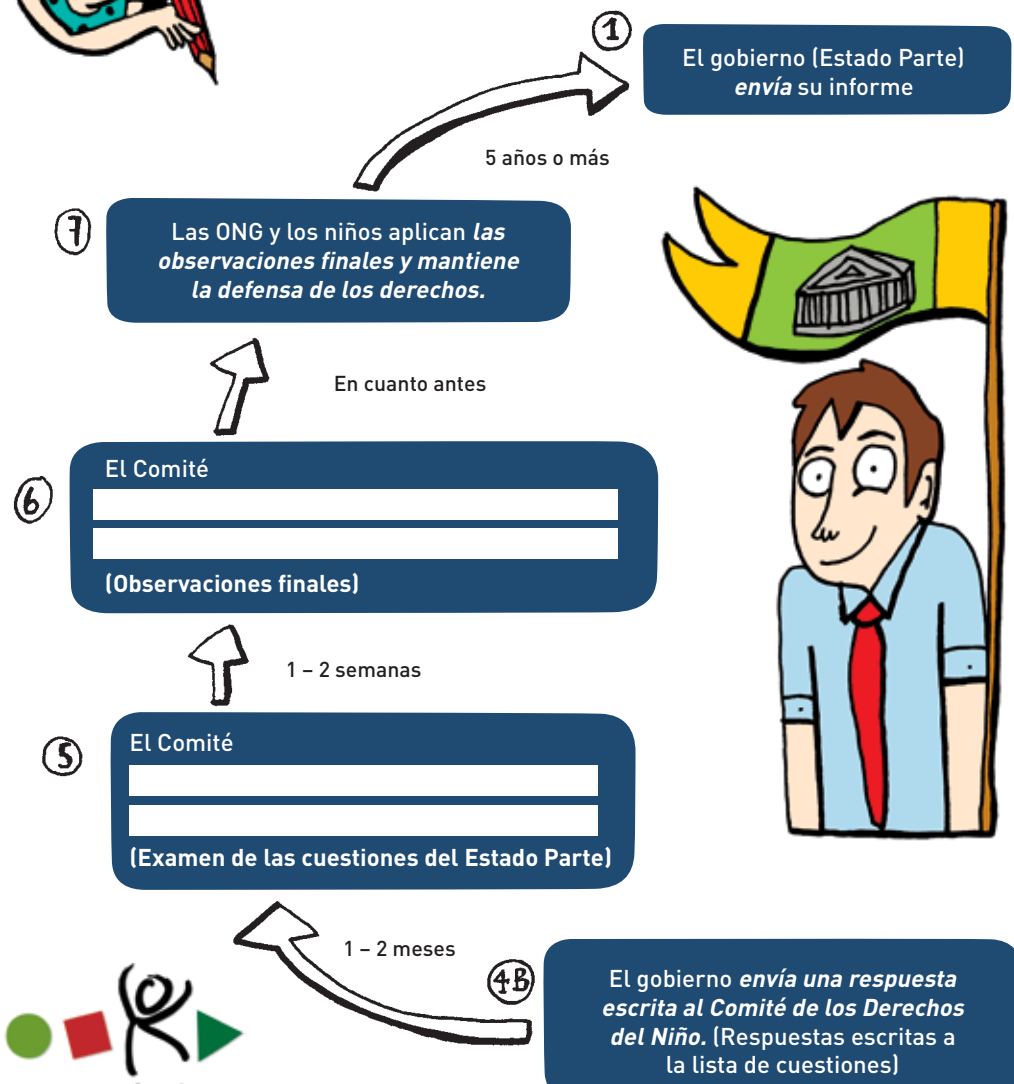 1
El gobierno (Estado Parte)
envía su informe
5 años o más
7
Las ONG y los niños aplican las
observaciones finales y mantiene
la defensa de los derechos.
En cuanto antes
6
El Comité
(Observaciones finales)
1 – 2 semanas
5
El Comité
(Examen de las cuestiones del Estado Parte)
1 – 2 meses
4B
El gobierno envía una respuesta
escrita al Comité de los Derechos
del Niño. (Respuestas escritas a
la lista de cuestiones)